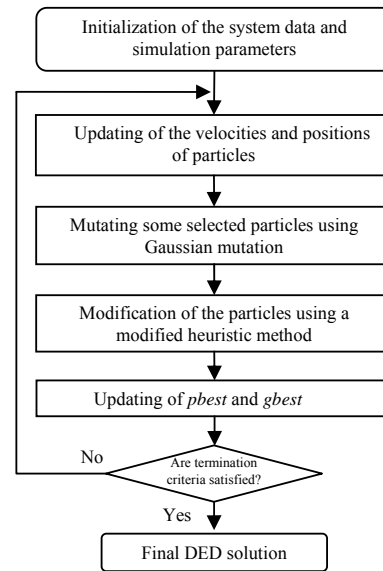 Initialization of the system data and
simulation parameters
Updating of the velocities and positions
of particles
Mutating some selected particles using
Gaussian mutation
Modification of the particles using a
modified heuristic method
Updating of pbest and gbest
No
Are termination
criteria satisfied?
Yes
Final DED solution